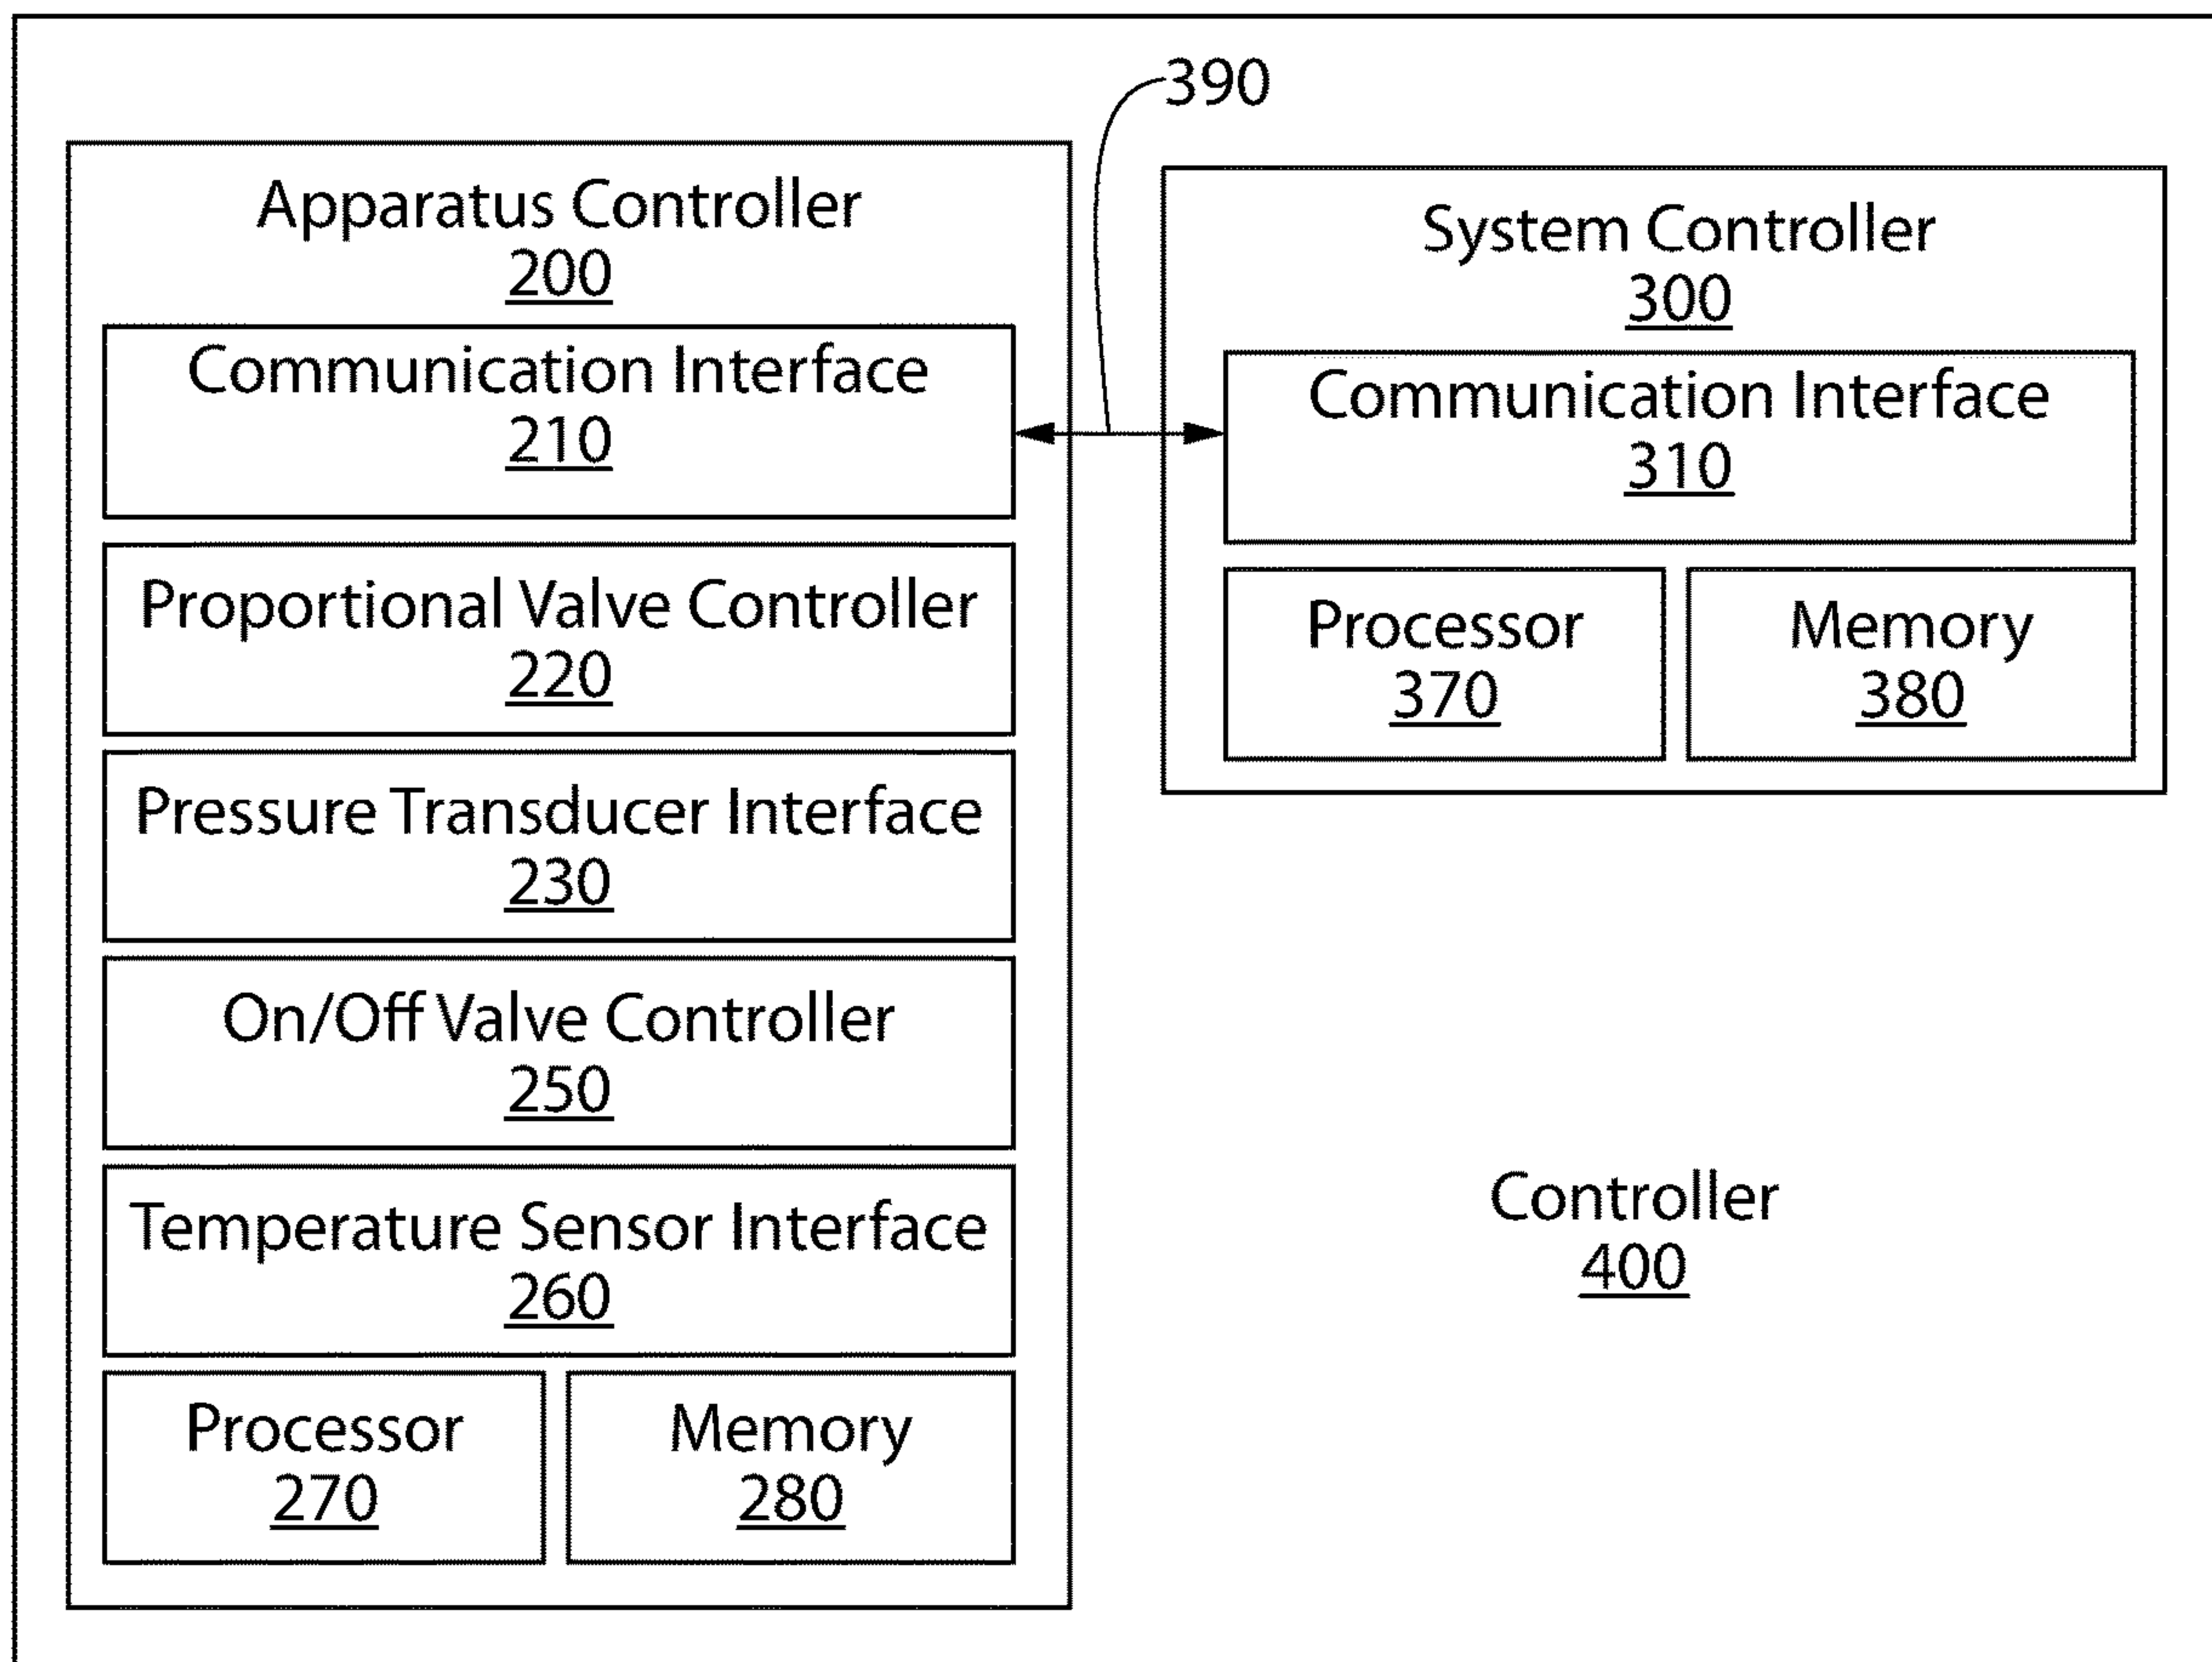 390
Apparatus Controller
200
Communication Interface
210
Proportional Valve Controller
220
Pressure Transducer Interface
230
On/Off Valve Controller
250
Temperature Sensor Interface
260
Processor
270
Memory
280
System Controller
300
Communication Interface
310
Processor
370
Memory
380
Controller
400